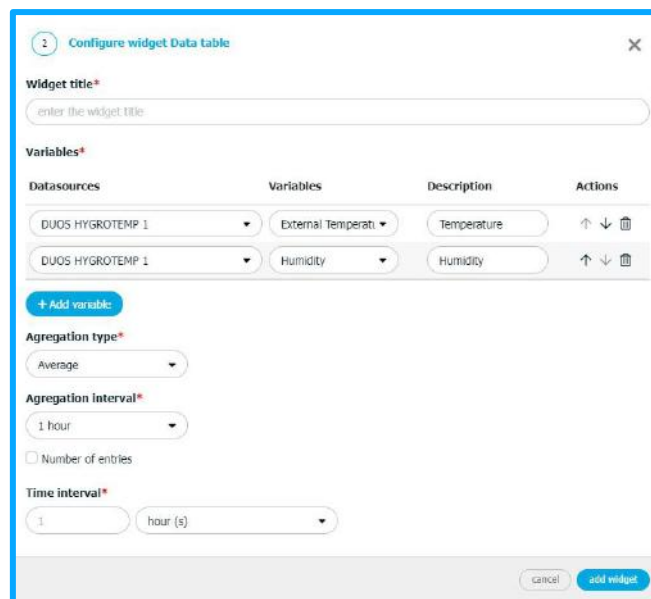 2 Configure widget Data table
Widget title*
enter the widget title
Variables*
Datasources Variables Description Actions
DUOS HYGROTEMP 1 External Temperatu Temperature
DUOS HYGROTEMP 1 Humidity Humidity
+ Add variable
Agregation type*
Average
Agregation interval*
1 hour
Number of entries
Time interval*
1 hour (s)
cancel add widget